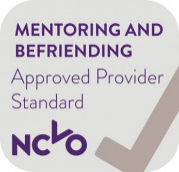 MENTORING AND
BEFRIENDING
Approved Provider
Standard
NCVO